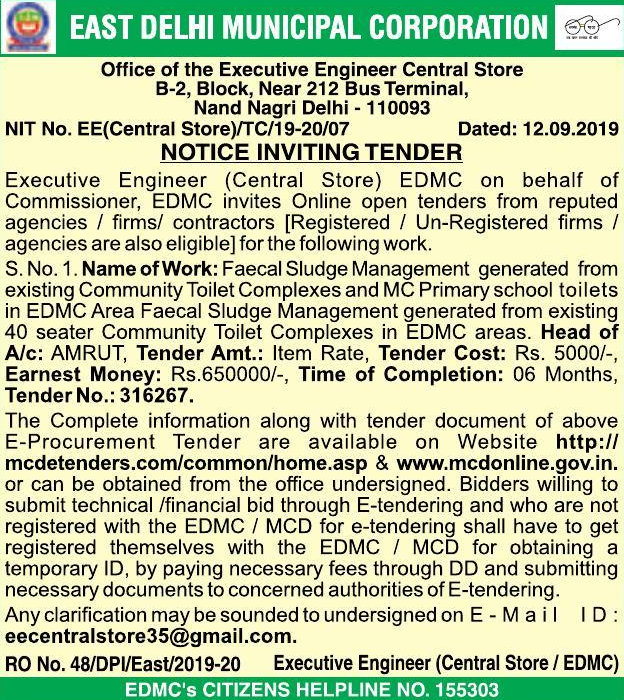 EAST DELHI MUNICIPAL CORPORATION
Office of the Executive Engineer Central Store
B-2, Block, Near 212 Bus Terminal,
Nand Nagri Delhi - 110093
NIT No. EE(Central Store)/TC/19-20/07 Dated: 12.09.2019
NOTICE INVITING TENDER
Executive Engineer (Central Store) EDMC on behalf of
Commissioner, EDMC invites Online open tenders from reputed
agencies / firms/ contractors [Registered / Un-Registered firms /
agencies are also eligible] for the following work.
S. No. 1. Name of Work: Faecal Sludge Management generated from
existing Community Toilet Complexes and MC Primary school toilets
in EDMC Area Faecal Sludge Management generated from existing
40 seater Community Toilet Complexes in EDMC areas. Head of
A/c: AMRUT, Tender Amt.: Item Rate, Tender Cost: Rs. 5000/-,
Earnest Money: Rs.650000/-, Time of Completion: 06 Months,
Tender No.: 316267.
The Complete information along with tender document of above
E-Procurement Tender are available on Website http://
mcdetenders.com/common/home.asp & www.mcdonline.gov.in.
or can be obtained from the office undersigned. Bidders willing to
submit technical /financial bid through E-tendering and who are not
registered with the EDMC / MCD for e-tendering shall have to get
registered themselves with the EDMC / MCD for obtaining a
temporary ID, by paying necessary fees through DD and submitting
necessary documents to concerned authorities of E-tendering.
Any clarification may be sounded to undersigned on E - M a i l I D :
eecentralstore35@gmail.com.
RO No. 48/DPI/East/2019-20 Executive Engineer (Central Store / EDMC)
EDMC's CITIZENS HELPLINE NO. 155303